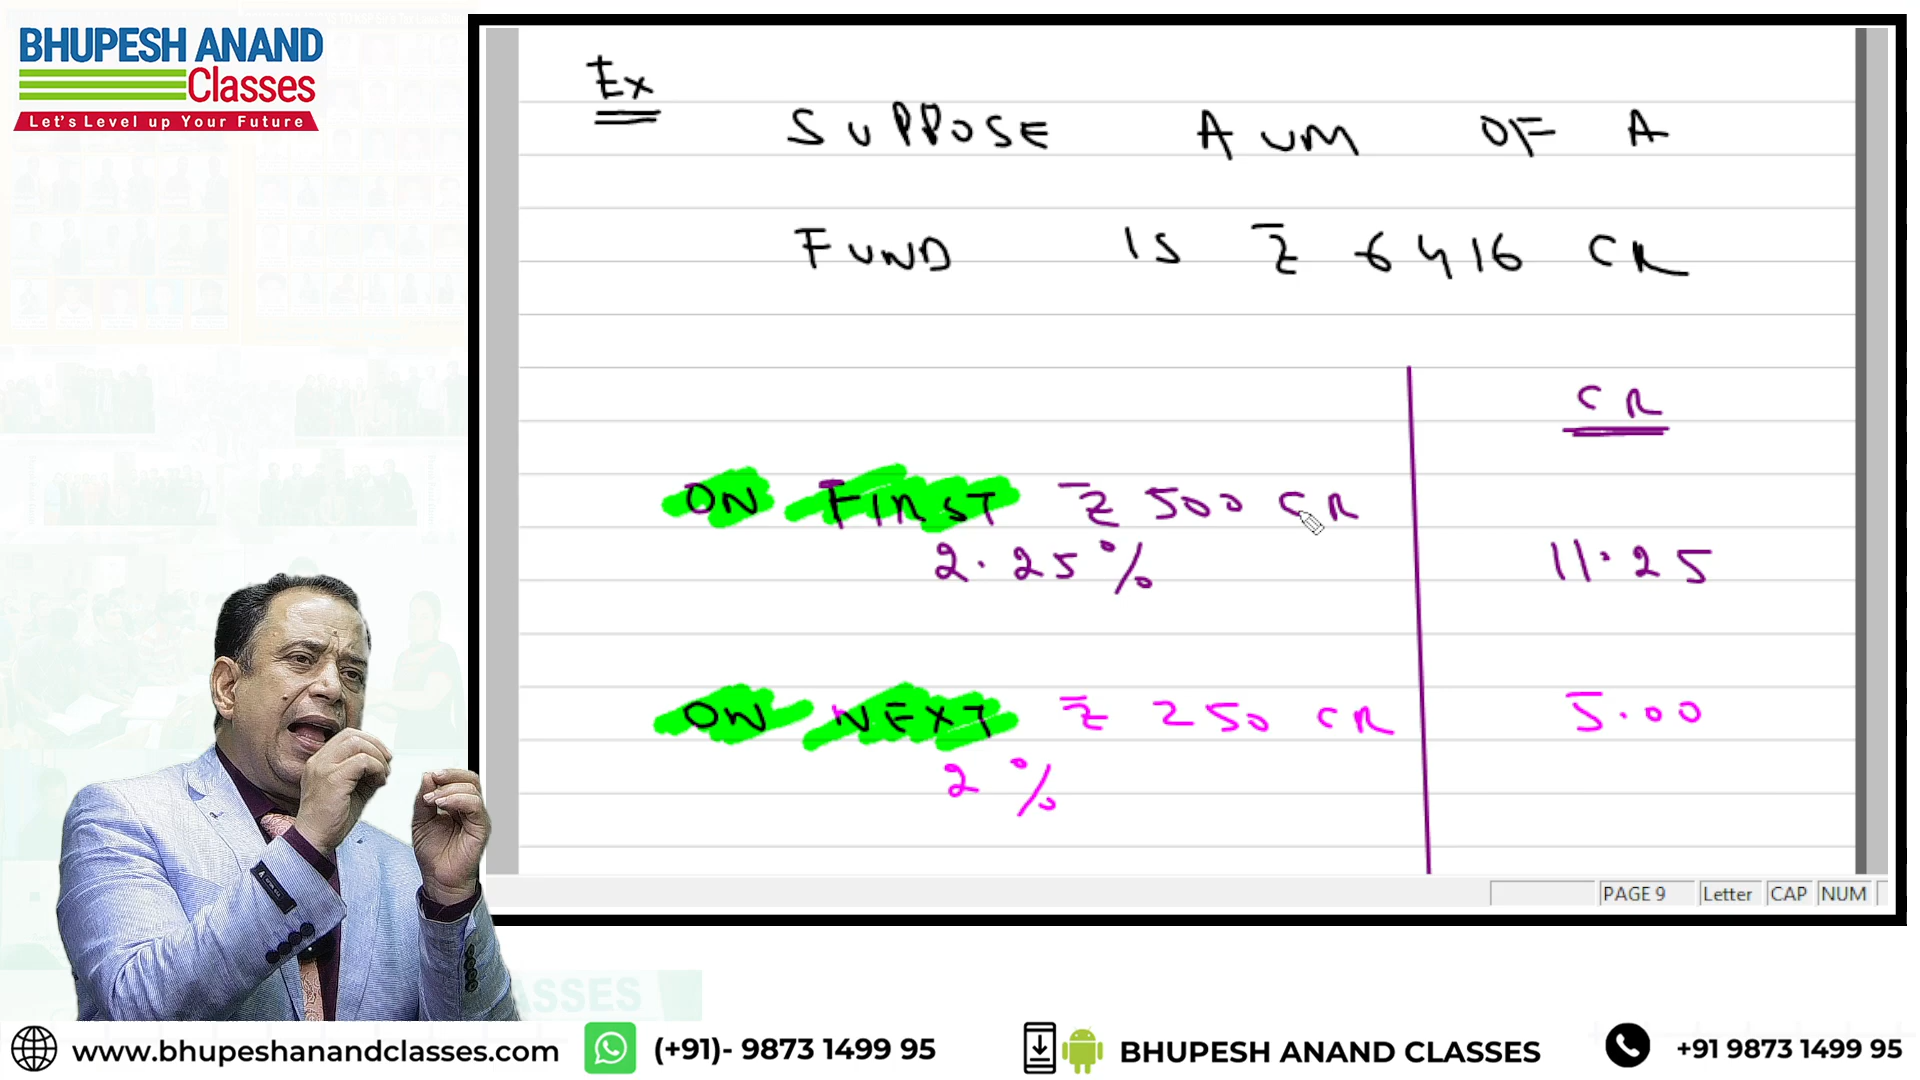 BHUPESH ANAND
Classes
Let's Level up Your Future
Ex
SUPPOSE AUM OF A
FUND IS ₹ 6416 CR
CR
ON FIRST ₹ 500 CR
2.25% 11.25
ON NEXT ₹ 250 CR 5.00
2%
PAGE 9 Letter CAP NUM
ASSES
www.bhupeshanandclasses.com (+91)- 9873 1499 95 BHUPESH ANAND CLASSES +91 9873 1499 95